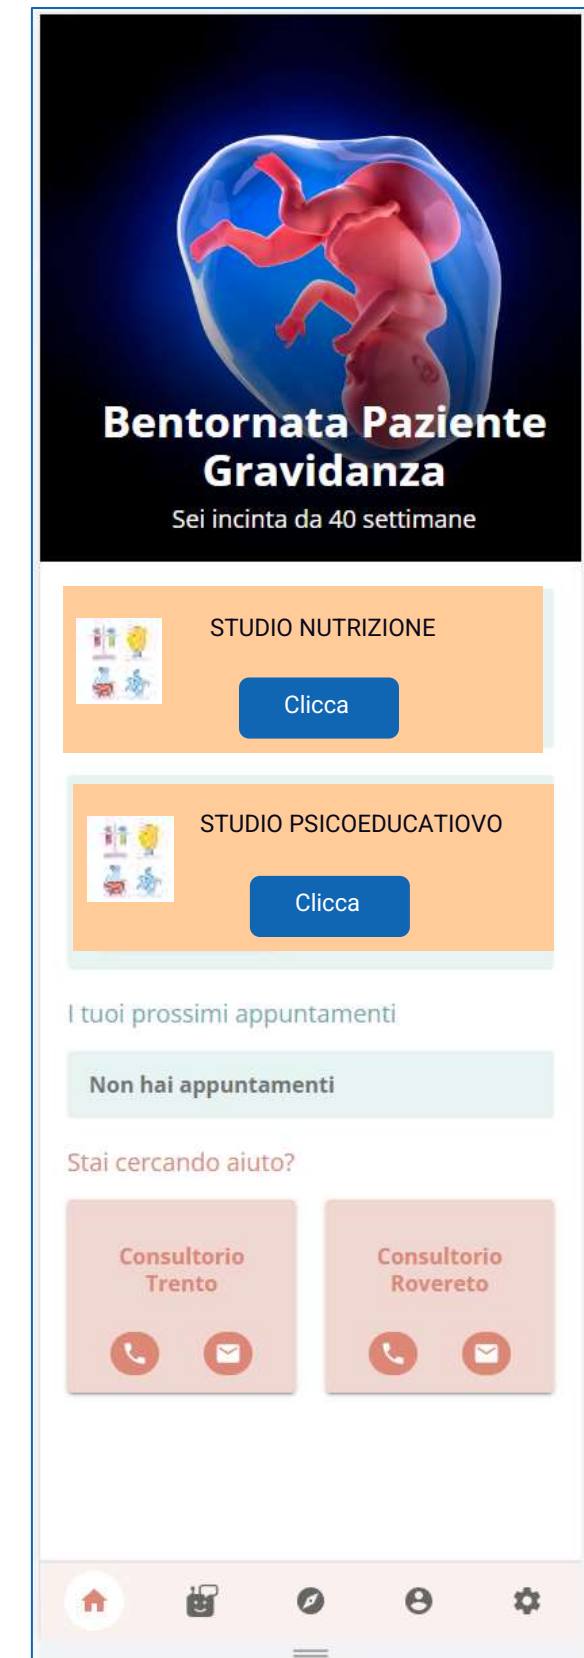 Bentornata Paziente
Gravidanza
Sei incinta da 40 settimane
STUDIO NUTRIZIONE
Clicca
STUDIO PSICOEDUCATIOVO
Clicca
I tuoi prossimi appuntamenti
Non hai appuntamenti
Stai cercando aiuto?
Consultorio
Trento
Consultorio
Rovereto